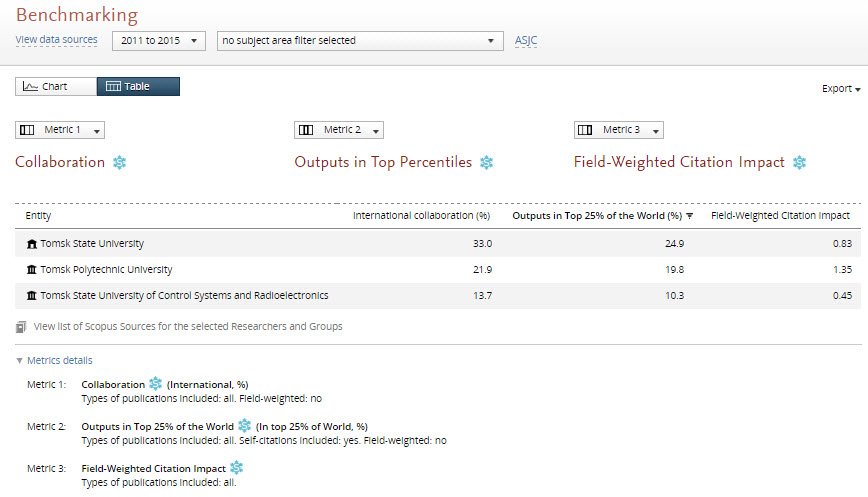 Benchmarking
View data sources 2011 to 2015 no subject area filter selected ASJC
Chart Table Export
Metric 1 Metric 2 Metric 3
Collaboration Outputs in Top Percentiles Field-Weighted Citation Impact
Entity International collaboration (%) Outputs in Top 25% of the World (%) Field-Weighted Citation Impact
Tomsk State University 33.0 24.9 0.83
Tomsk Polytechnic University 21.9 19.8 1.35
Tomsk State University of Control Systems and Radioelectronics 13.7 10.3 0.45
View list of Scopus Sources for the selected Researchers and Groups
Metrics details
Metric 1: Collaboration (International, %)
Types of publications included: all. Field-weighted: no
Metric 2: Outputs in Top 25% of the World (In top 25% of World, %)
Types of publications included: all. Self-citations included: yes. Field-weighted: no
Metric 3: Field-Weighted Citation Impact
Types of publications included: all.